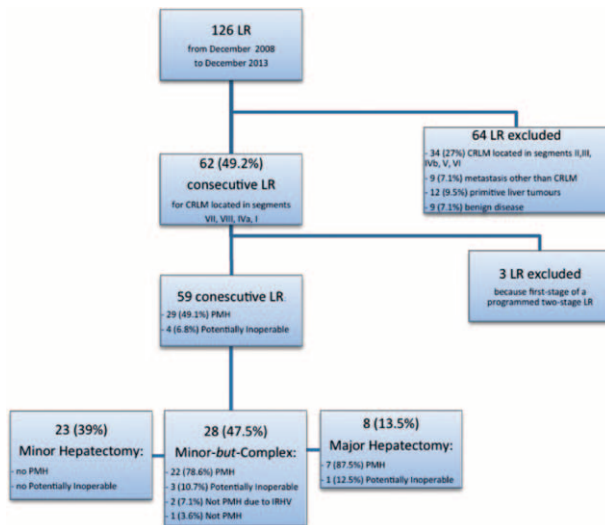 126 LR
from December 2008
to December 2013
64 LR excluded
- 34 (27%) CRLM located in segments II,III,
IVb, V, VI
- 9 (7.1%) metastasis other than CRLM
- 12 (9.5%) primitive liver tumours
- 9 (7.1%) benign disease
62 (49.2%)
consecutive LR
for CRLM located in segments
VII, VIII, IVa, I
3 LR excluded
because first-stage of a
programmed two-stage LR
59 conescutive LR
- 29 (49.1%) PMH
- 4 (6.8%) Potentially Inoperable
23 (39%)
Minor Hepatectomy:
- no PMH
- no Potentially Inoperable
28 (47.5%)
Minor-but-Complex:
- 22 (78.6%) PMH
- 3 (10.7%) Potentially Inoperable
- 2 (7.1%) Not PMH due to IRHV
- 1 (3.6%) Not PMH
8 (13.5%)
Major Hepatectomy:
- 7 (87.5%) PMH
- 1 (12.5%) Potentially Inoperable